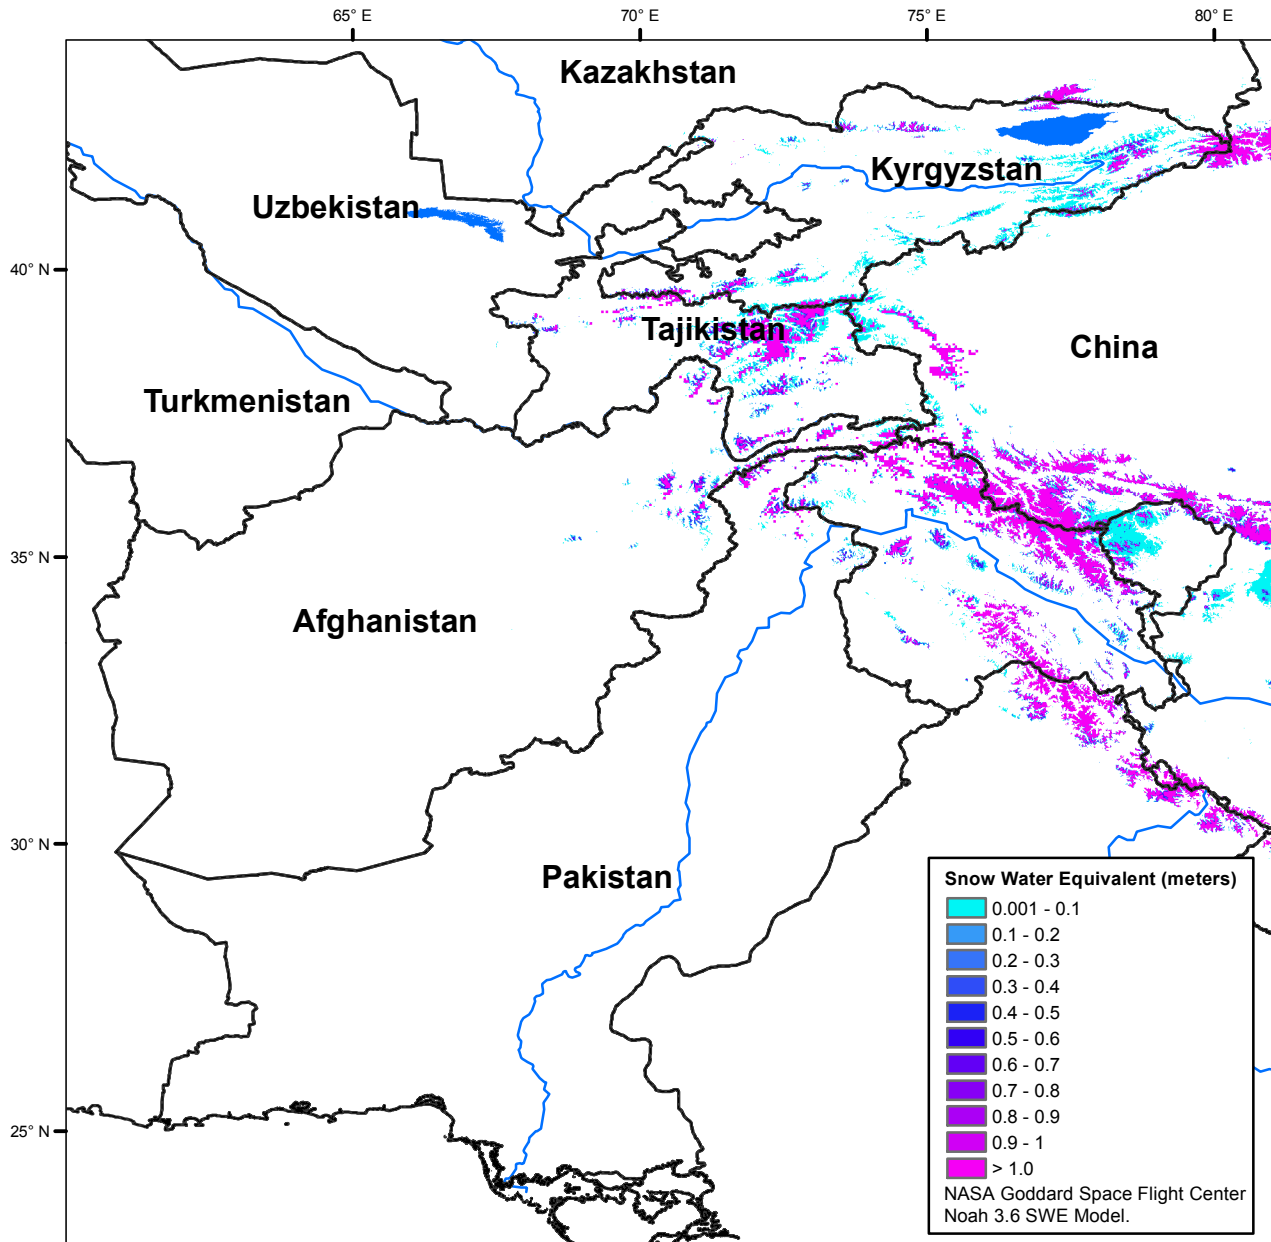 65° E
70° E
75° E
80° E
Kazakhstan
Kyrgyzstan
Uzbekistan
40° N
Tajikistan
China
Turkmenistan
35° N
Afghanistan
30° N
Pakistan
25° N
Snow Water Equivalent (meters)
0.001 - 0.1
0.1 - 0.2
0.2 - 0.3
0.3 - 0.4
0.4 - 0.5
0.5 - 0.6
0.6 - 0.7
0.7 - 0.8
0.8 - 0.9
0.9 - 1
> 1.0
NASA Goddard Space Flight Center
Noah 3.6 SWE Model.